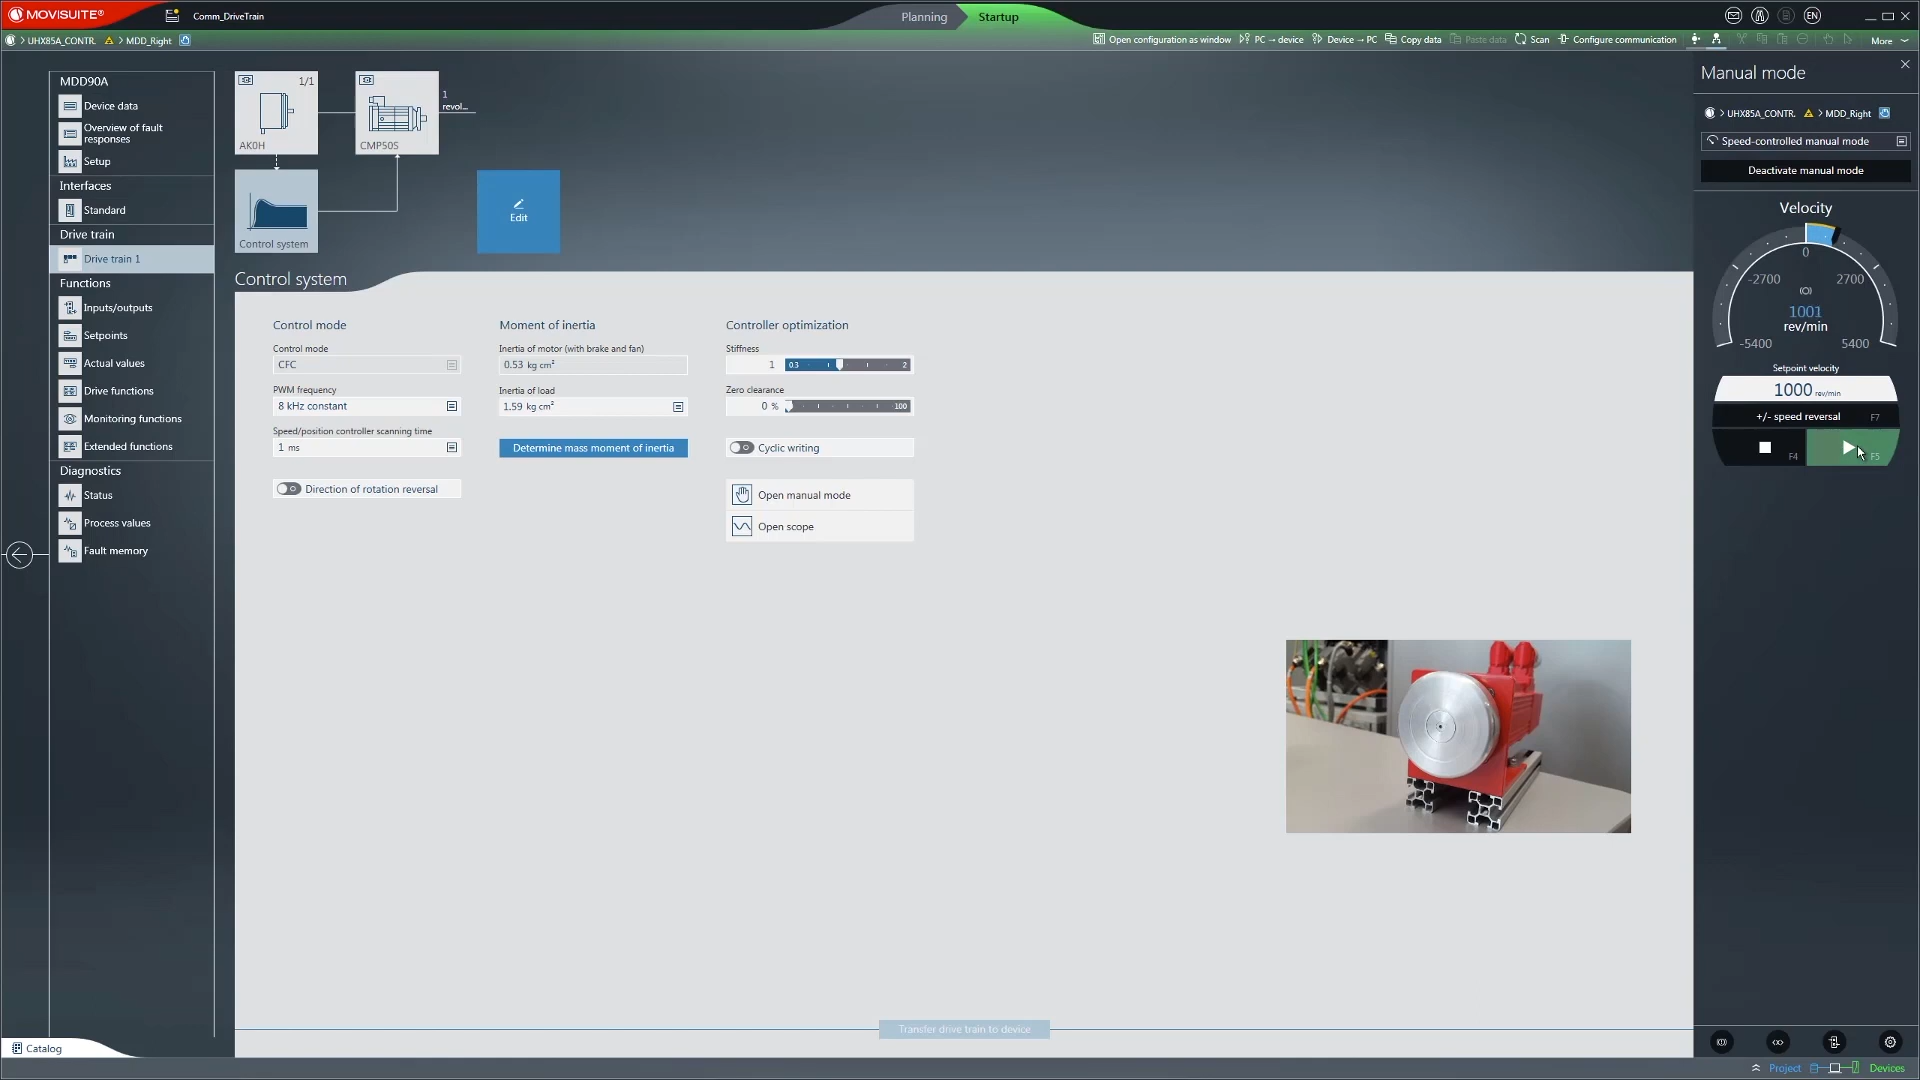 MOVISUITE®
Comm_DriveTrain
Planning
Startup
EN
UHX85A_CONTR.
MDD_Right
Open configuration as window
PC → device
Device → PC
Copy data
Paste data
Scan
Configure communication
More
MDD90A
Device data
Overview of fault
responses
Setup
Interfaces
Standard
Drive train
Drive train 1
Functions
Inputs/outputs
Setpoints
Actual values
Drive functions
Monitoring functions
Extended functions
Diagnostics
Status
Process values
Fault memory
Catalog
1/1
AK0H
CMP50S
1
revol...
Control system
Edit
Control system
Control mode
Control mode
CFC
PWM frequency
8 kHz constant
Speed/position controller scanning time
1 ms
Direction of rotation reversal
Moment of inertia
Inertia of motor (with brake and fan)
0.53 kg cm²
Inertia of load
1.59 kg cm²
Determine mass moment of inertia
Controller optimization
Stiffness
1 0.3 2
Zero clearance
0 % 100
Cyclic writing
Open manual mode
Open scope
Transfer drive train to device
Manual mode
UHX85A_CONTR.
MDD_Right
Speed-controlled manual mode
Deactivate manual mode
Velocity
0
-2700 2700
1001
rev/min
-5400 5400
Setpoint velocity
1000 rev/min
+/- speed reversal F7
F4
F5
Project
Devices